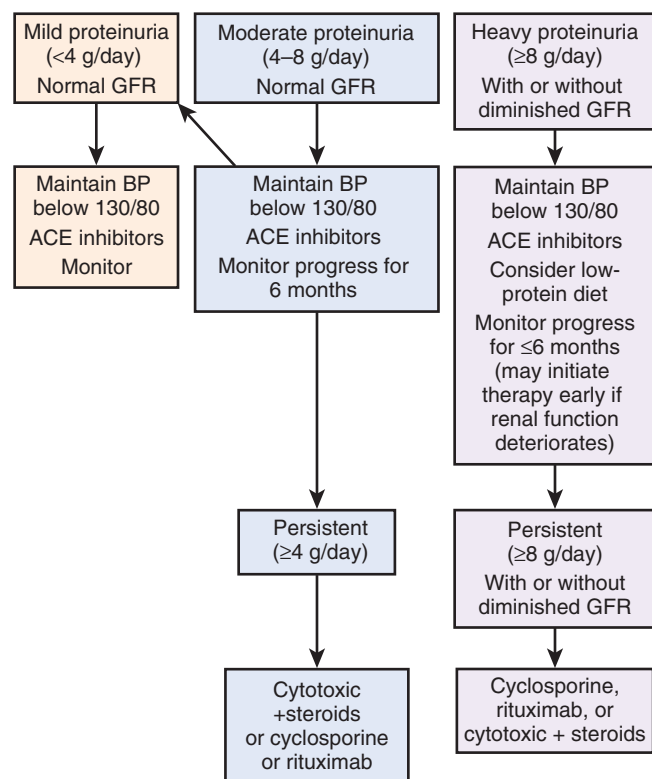 Mild proteinuria
(<4 g/day)
Normal GFR
Maintain BP
below 130/80
ACE inhibitors
Monitor
Moderate proteinuria
(4–8 g/day)
Normal GFR
Maintain BP
below 130/80
ACE inhibitors
Monitor progress for
6 months
Persistent
(≥4 g/day)
Cytotoxic
+steroids
or cyclosporine
or rituximab
Heavy proteinuria
(≥8 g/day)
With or without
diminished GFR
Maintain BP
below 130/80
ACE inhibitors
Consider low-
protein diet
Monitor progress
for ≤6 months
(may initiate
therapy early if
renal function
deteriorates)
Persistent
(≥8 g/day)
With or without
diminished GFR
Cyclosporine,
rituximab, or
cytotoxic + steroids